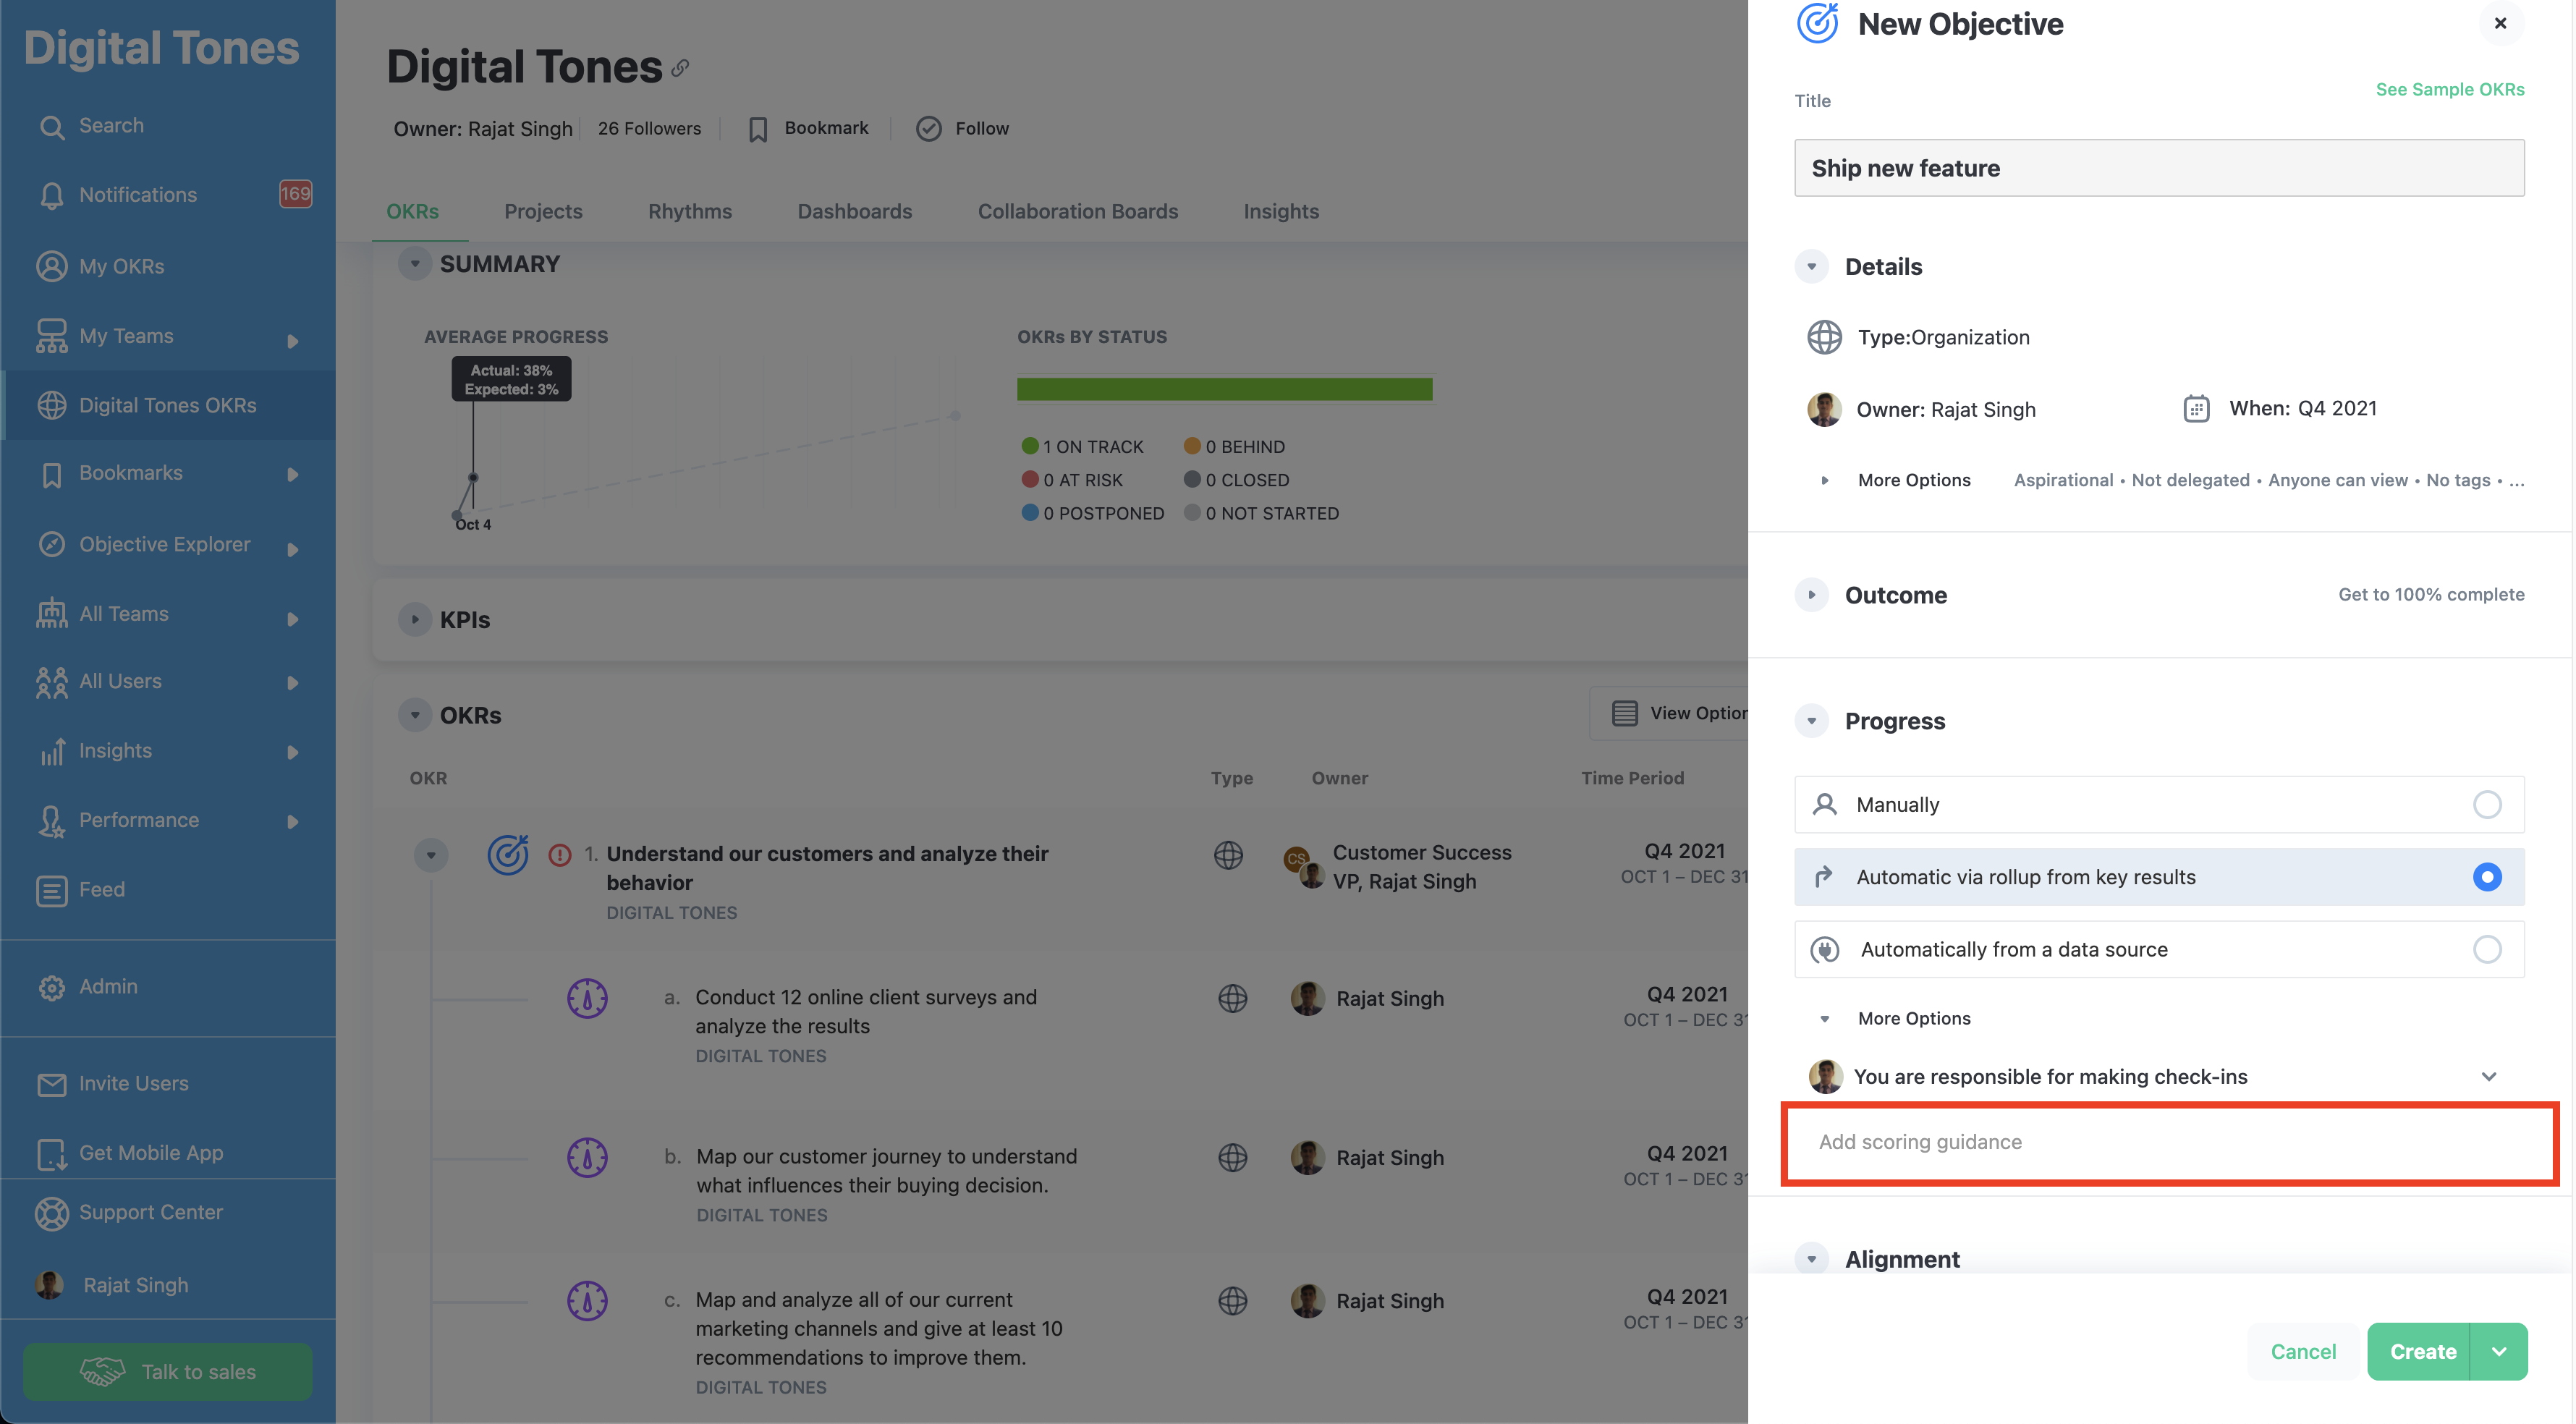 Digital Tones
Search
Notifications 169
My OKRs
My Teams
Digital Tones OKRs
Bookmarks
Objective Explorer
All Teams
All Users
Insights
Performance
Feed
Admin
Invite Users
Get Mobile App
Support Center
Rajat Singh
Talk to sales
Digital Tones
Owner: Rajat Singh 26 Followers Bookmark Follow
OKRs Projects Rhythms Dashboards Collaboration Boards Insights
SUMMARY
AVERAGE PROGRESS
Actual: 38%
Expected: 3%
Oct 4
OKRs BY STATUS
1 ON TRACK 0 BEHIND
0 AT RISK 0 CLOSED
0 POSTPONED 0 NOT STARTED
KPIs
OKRs View Option
OKR Type Owner Time Period
1. Understand our customers and analyze their
behavior
DIGITAL TONES
CS
Customer Success
VP, Rajat Singh
Q4 2021
OCT 1 – DEC 31
a. Conduct 12 online client surveys and
analyze the results
DIGITAL TONES
Rajat Singh
Q4 2021
OCT 1 – DEC 31
b. Map our customer journey to understand
what influences their buying decision.
DIGITAL TONES
Rajat Singh
Q4 2021
OCT 1 – DEC 31
c. Map and analyze all of our current
marketing channels and give at least 10
recommendations to improve them.
DIGITAL TONES
Rajat Singh
Q4 2021
OCT 1 – DEC 31
New Objective
See Sample OKRs
Title
Ship new feature
Details
Type:Organization
Owner: Rajat Singh When: Q4 2021
More Options Aspirational • Not delegated • Anyone can view • No tags • ...
Outcome Get to 100% complete
Progress
Manually
Automatic via rollup from key results
Automatically from a data source
More Options
You are responsible for making check-ins
Add scoring guidance
Alignment
Cancel Create